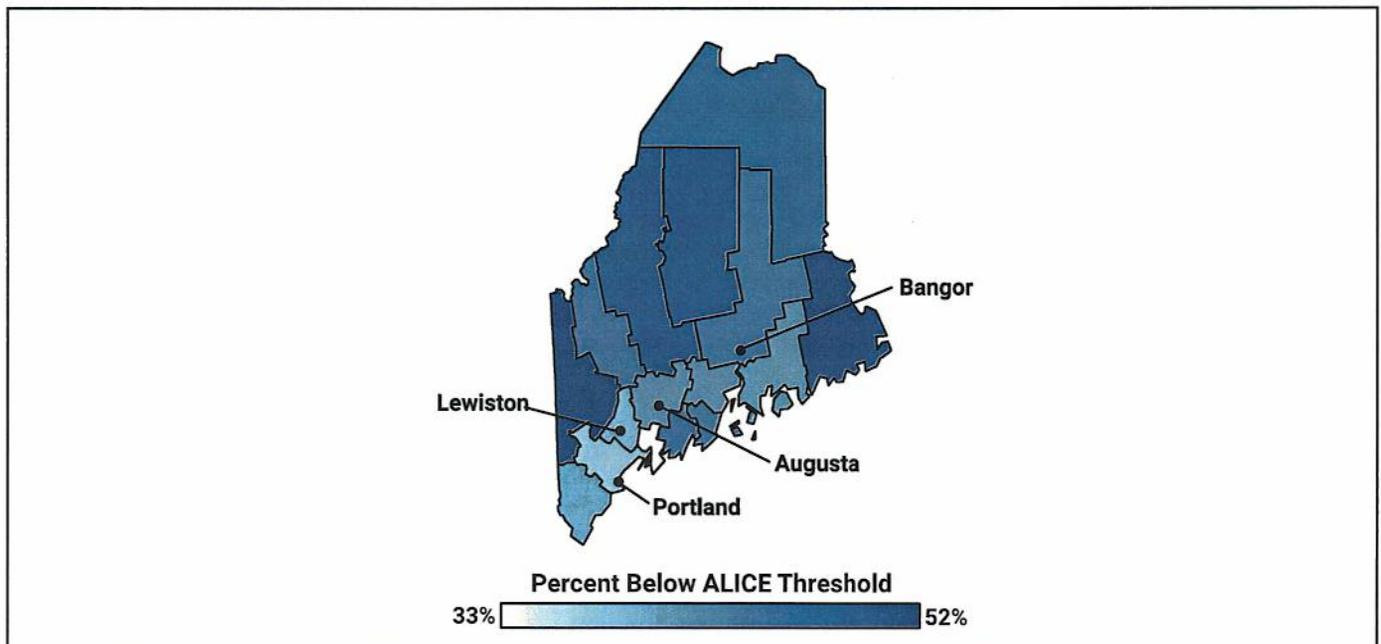 Bangor
Lewiston
Augusta
Portland
Percent Below ALICE Threshold
33% 52%